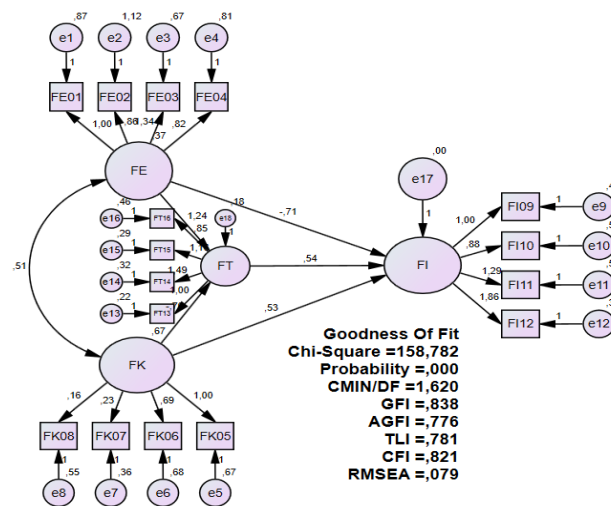 ,87 1,12 ,67 ,81
e1 e2 e3 e4
1 1 1 1
FE01 FE02 FE03 FE04
1,00 ,86 1,34 ,82
,37
FE
,51
,46
e16 1 FT16
,29
e15 1 FT15
,32
e14 1 FT14
,22
e13 1 FT13
1,24
,85
1,49
1,00
,18
e18
1
FT
-,71
,54
,53
,00
e17
1
FI
1,00 FI09 1 e9
,88 FI10 1 e10
1,29 FI11 1 e11
1,86 FI12 1 e12
,67
FK
,16 ,23 ,69 1,00
FK08 FK07 FK06 FK05
1 1 1 1
,55 ,36 ,68 ,67
e8 e7 e6 e5
Goodness Of Fit
Chi-Square =158,782
Probability =,000
CMIN/DF =1,620
GFI =,838
AGFI =,776
TLI =,781
CFI =,821
RMSEA =,079